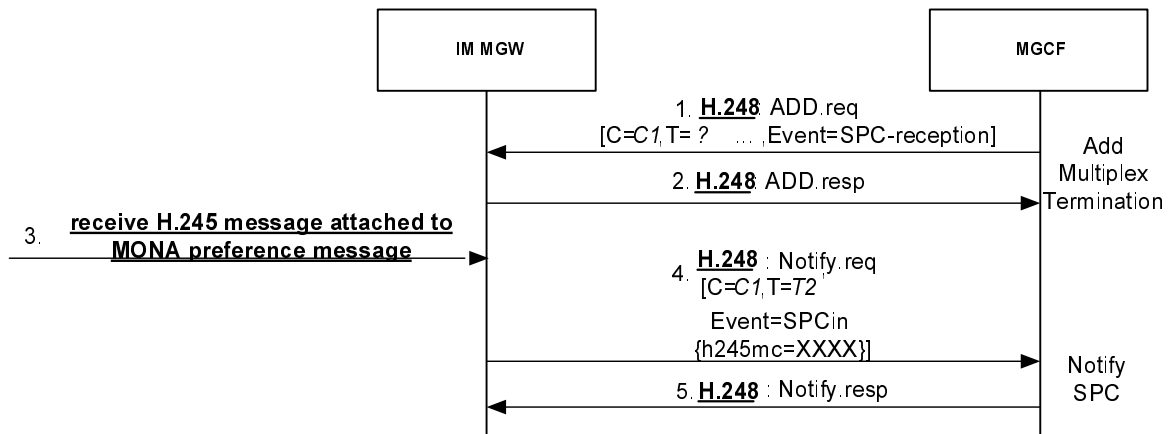 IM MGW
MGCF
1. H.248: ADD.req
[C=C1,T= ? ... ,Event=SPC-reception]
Add
Multiplex
Termination
2. H.248: ADD.resp
3. receive H.245 message attached to
MONA preference message
4. H.248 : Notify.req
[C=C1,T=T2 ,
Event=SPCin
{h245mc=XXXX}]
Notify
SPC
5. H.248 : Notify.resp